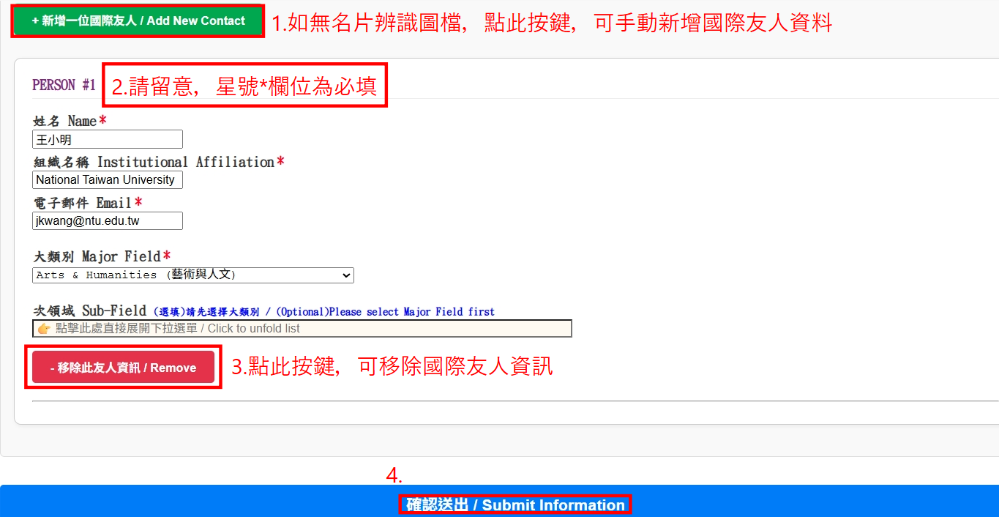 + 新增一位國際友人 / Add New Contact 1.如無名片辨識圖檔, 點此按鍵, 可手動新增國際友人資料
PERSON #1 2.請留意, 星號*欄位為必填
姓名 Name*
王小明
組織名稱 Institutional Affiliation*
National Taiwan University
電子郵件 Email*
jkwang@ntu.edu.tw
大類別 Major Field*
Arts & Humanities (藝術與人文)
次領域 Sub-Field (選填)請先選擇大類別 / (Optional)Please select Major Field first
👉 點擊此處直接展開下拉選單 / Click to unfold list
- 移除此友人資訊 / Remove 3.點此按鍵, 可移除國際友人資訊
4.
確認送出 / Submit Information